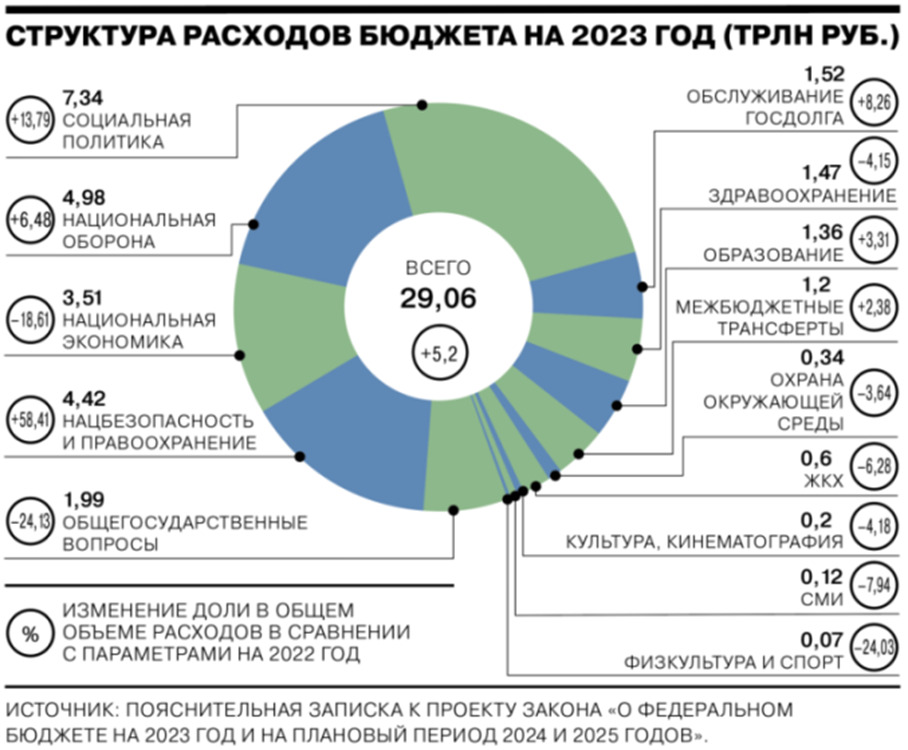 СТРУКТУРА РАСХОДОВ БЮДЖЕТА НА 2023 ГОД (ТРЛН РУБ.)
+13,79
7,34
СОЦИАЛЬНАЯ
ПОЛИТИКА
+6,48
4,98
НАЦИОНАЛЬНАЯ
ОБОРОНА
−18,61
3,51
НАЦИОНАЛЬНАЯ
ЭКОНОМИКА
+58,41
4,42
НАЦБЕЗОПАСНОСТЬ
И ПРАВООХРАНЕНИЕ
−24,13
1,99
ОБЩЕГОСУДАРСТВЕННЫЕ
ВОПРОСЫ
ВСЕГО
29,06
+5,2
1,52
ОБСЛУЖИВАНИЕ
ГОСДОЛГА
+8,26
1,47
ЗДРАВООХРАНЕНИЕ
−4,15
1,36
ОБРАЗОВАНИЕ
+3,31
1,2
МЕЖБЮДЖЕТНЫЕ
ТРАНСФЕРТЫ
+2,38
0,34
ОХРАНА
ОКРУЖАЮЩЕЙ
СРЕДЫ
−3,64
0,6
ЖКХ
−6,28
0,2
КУЛЬТУРА, КИНЕМАТОГРАФИЯ
−4,18
0,12
СМИ
−7,94
0,07
ФИЗКУЛЬТУРА И СПОРТ
−24,03
%
ИЗМЕНЕНИЕ ДОЛИ В ОБЩЕМ
ОБЪЕМЕ РАСХОДОВ В СРАВНЕНИИ
С ПАРАМЕТРАМИ НА 2022 ГОД
ИСТОЧНИК: ПОЯСНИТЕЛЬНАЯ ЗАПИСКА К ПРОЕКТУ ЗАКОНА «О ФЕДЕРАЛЬНОМ
БЮДЖЕТЕ НА 2023 ГОД И НА ПЛАНОВЫЙ ПЕРИОД 2024 И 2025 ГОДОВ».